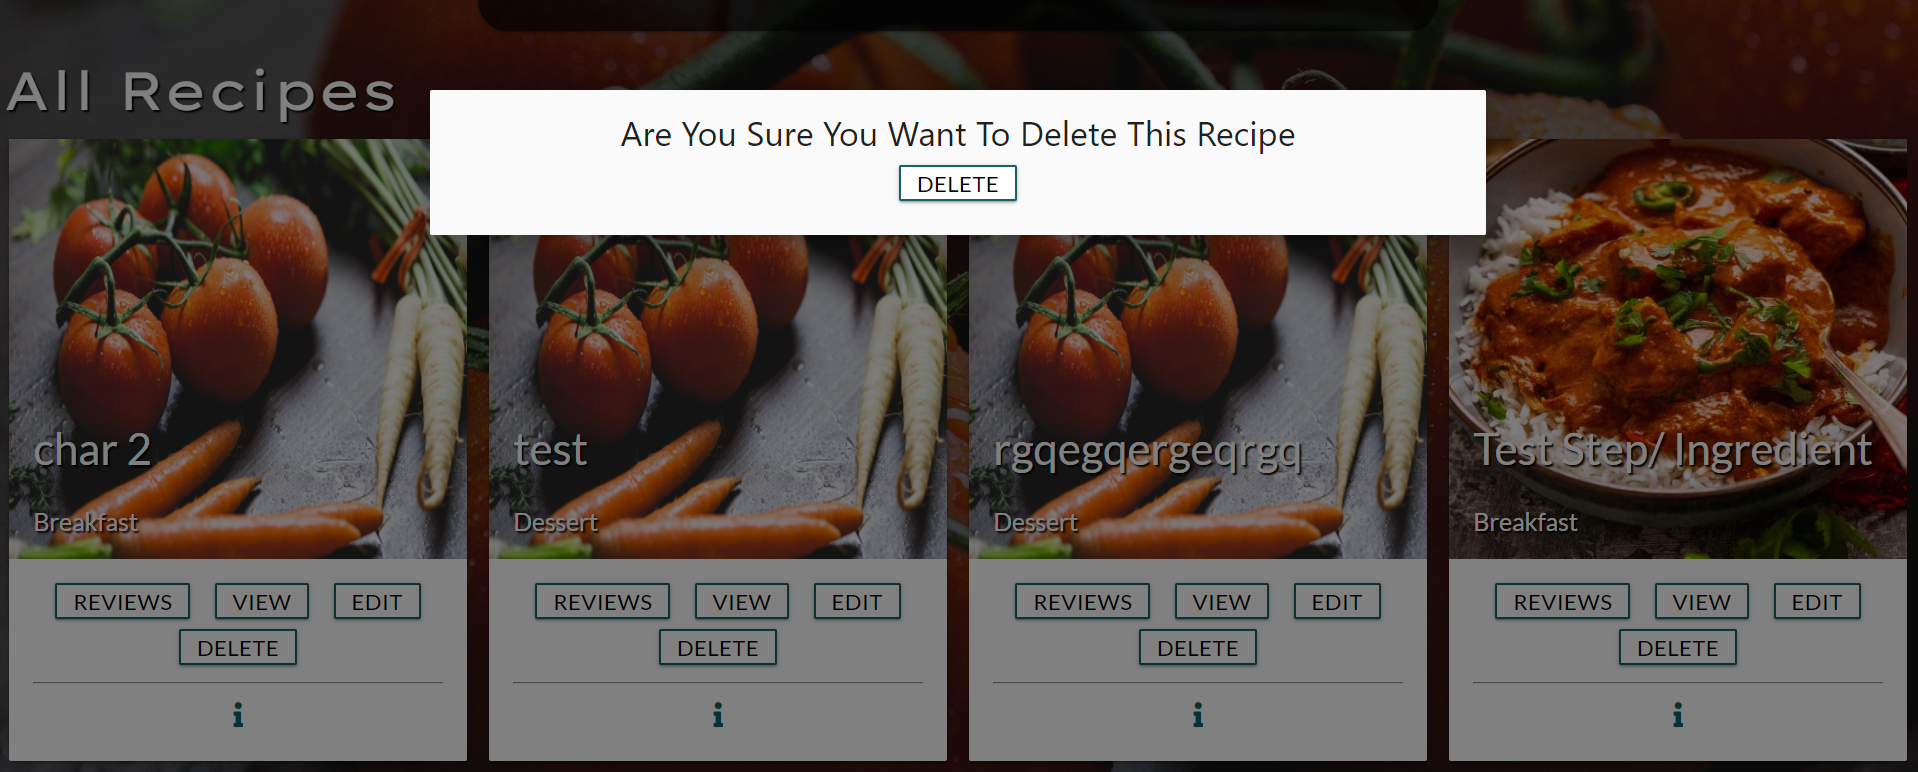 All Recipes
Are You Sure You Want To Delete This Recipe
DELETE
char 2
Breakfast
REVIEWS VIEW EDIT
DELETE
test
Dessert
REVIEWS VIEW EDIT
DELETE
rgqegqergeqrgq
Dessert
REVIEWS VIEW EDIT
DELETE
Test Step/ Ingredient
Breakfast
REVIEWS VIEW EDIT
DELETE